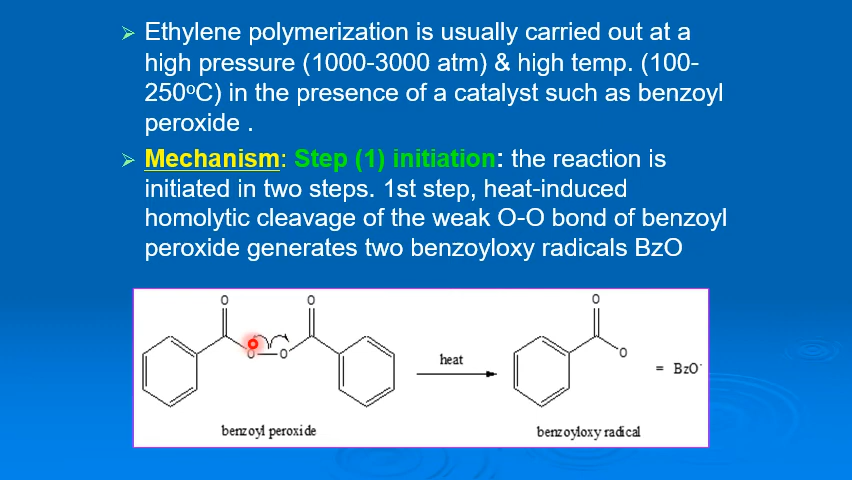 Ethylene polymerization is usually carried out at a
high pressure (1000-3000 atm) & high temp. (100-
250ºC) in the presence of a catalyst such as benzoyl
peroxide .
Mechanism: Step (1) initiation: the reaction is
initiated in two steps. 1st step, heat-induced
homolytic cleavage of the weak O-O bond of benzoyl
peroxide generates two benzoyloxy radicals BzO
O O O
O O O
heat
= BzO·
benzoyl peroxide benzoyloxy radical